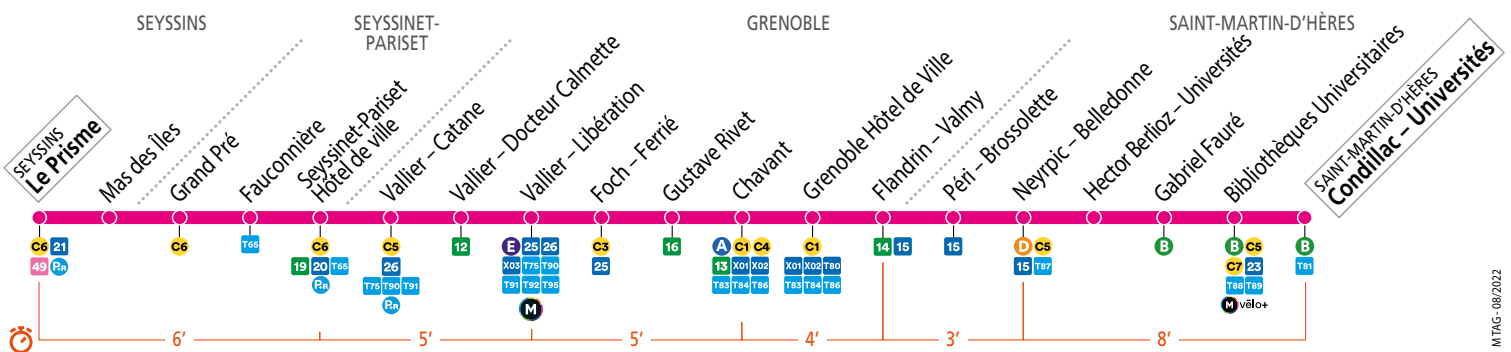 SEYSSINS
SEYSSINET-
PARISET
GRENOBLE
SAINT-MARTIN-D'HÈRES
SEYSSINS
Le Prisme
Mas des Îles
Grand Pré
Fauconnière
Seyssinet-Pariset
Hôtel de ville
Vallier – Catane
Vallier – Docteur Calmette
Vallier – Libération
Foch – Ferrié
Gustave Rivet
Chavant
Grenoble Hôtel de Ville
Flandrin – Valmy
Péri – Brossolette
Neyrpic – Belledonne
Hector Berlioz – Universités
Gabriel Fauré
Bibliothèques Universitaires
SAINT-MARTIN-D'HÈRES
Condillac – Universités
C6 21
49 P+R
C6
T65
C6
19 20 T65
P+R
C5
26
T75 T90 T91
P+R
12
E 25 26
X03 T75 T90
T91 T92 T95
M
C3
25
16
A C1 C4
13 X01 X02
T83 T84 T86
C1
X01 X02 T80
T83 T84 T86
14 15
15
D C5
15 T87
B
B C5
C7 23
T88 T89
M vélo+
B
T81
6' 5' 5' 4' 3' 8'
M TAG - 08/2022